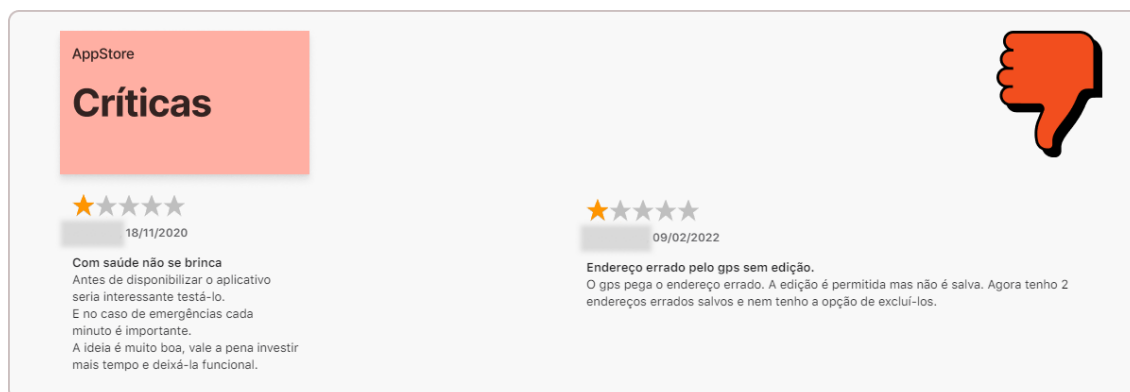 AppStore
Críticas
18/11/2020
Com saúde não se brinca
Antes de disponibilizar o aplicativo
seria interessante testá-lo.
E no caso de emergências cada
minuto é importante.
A ideia é muito boa, vale a pena investir
mais tempo e deixá-la funcional.
09/02/2022
Endereço errado pelo gps sem edição.
O gps pega o endereço errado. A edição é permitida mas não é salva. Agora tenho 2
endereços errados salvos e nem tenho a opção de excluí-los.